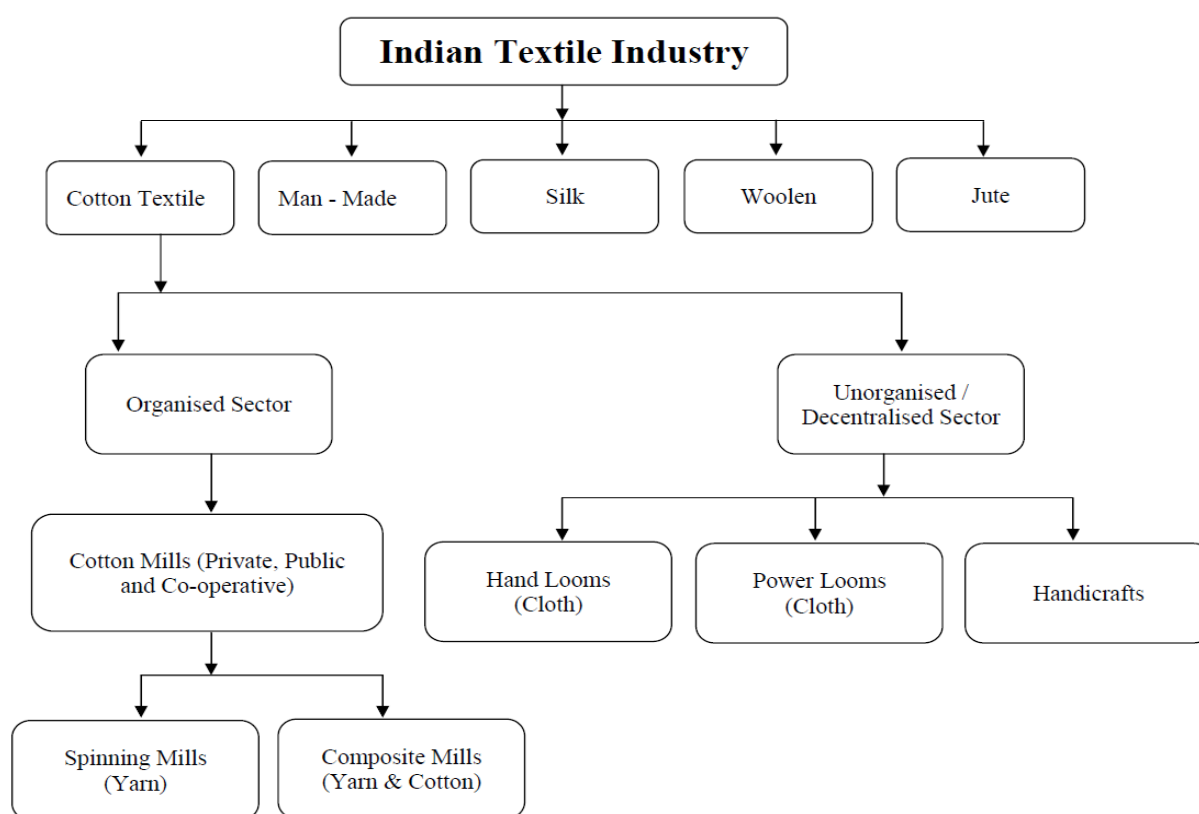 Indian Textile Industry
Cotton Textile
Man - Made
Silk
Woolen
Jute
Organised Sector
Unorganised /
Decentralised Sector
Cotton Mills (Private, Public
and Co-operative)
Hand Looms
(Cloth)
Power Looms
(Cloth)
Handicrafts
Spinning Mills
(Yarn)
Composite Mills
(Yarn & Cotton)